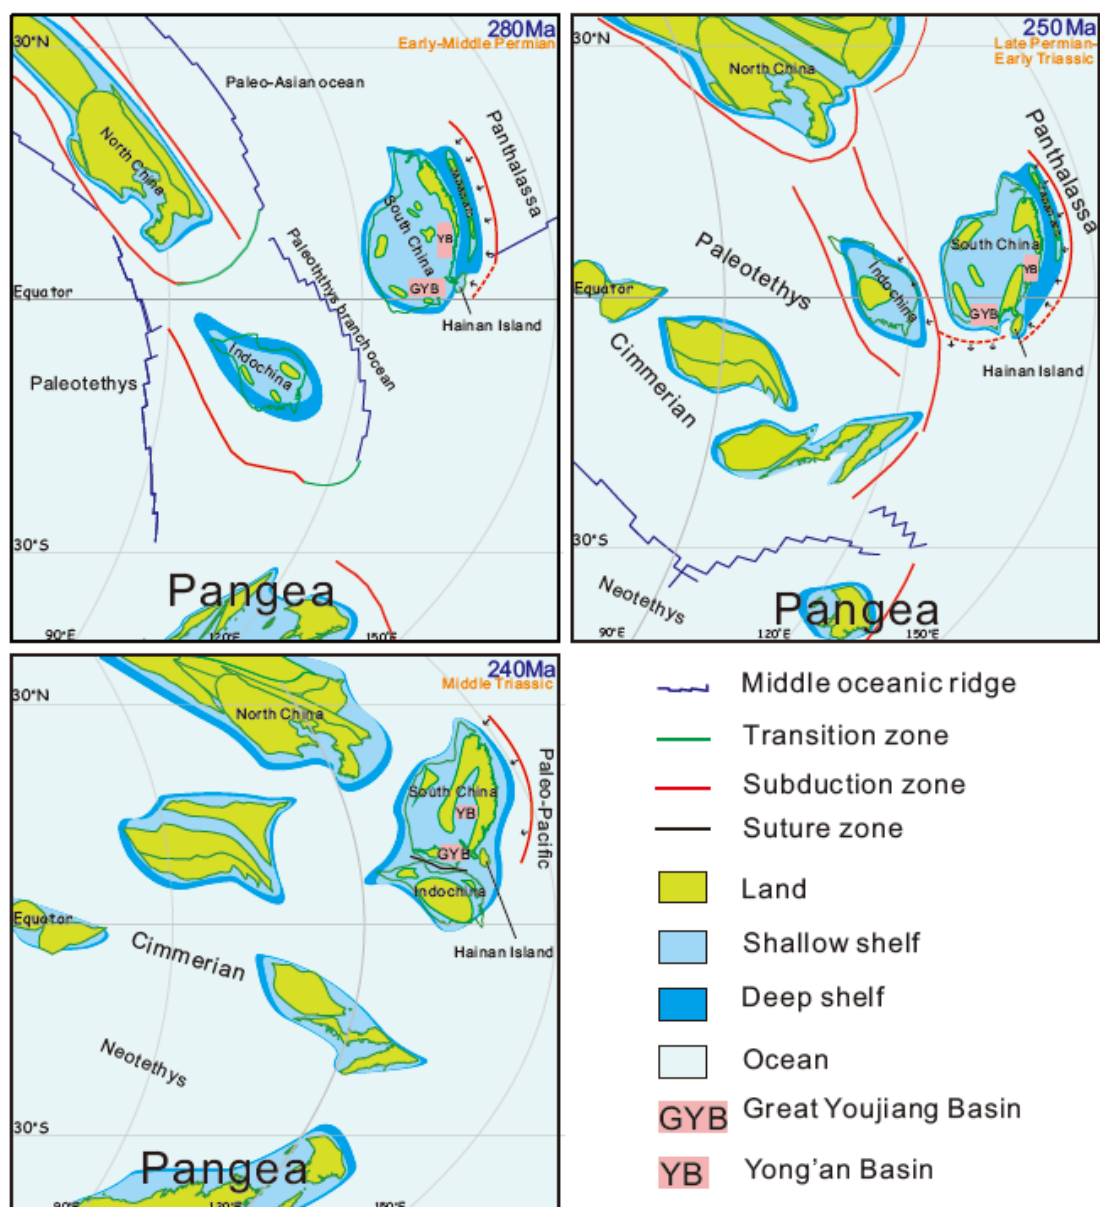 280Ma
Early-Middle Permian
30°N
Paleo-Asian ocean
North China
Panthalassa
South China
YB
GYB
Equator
Hainan Island
Paleoththys branch ocean
Indochina
Paleotethys
30°S
Pangea
90°E
120°E
150°E
250Ma
Late Permian-
Early Triassic
30°N
North China
Panthalassa
Paleotethys
South China
YB
Indochina
Equator
GYB
Cimmerian
Hainan Island
30°S
Neotethys
Pangea
90°E
120°E
150°E
240Ma
Middle Triassic
30°N
North China
Paleo-Pacific
South China
YB
GYB
Indochina
Equator
Cimmerian
Hainan Island
Neotethys
30°S
Pangea
90°E
120°E
150°E
Middle oceanic ridge
Transition zone
Subduction zone
Suture zone
Land
Shallow shelf
Deep shelf
Ocean
GYB Great Youjiang Basin
YB Yong'an Basin